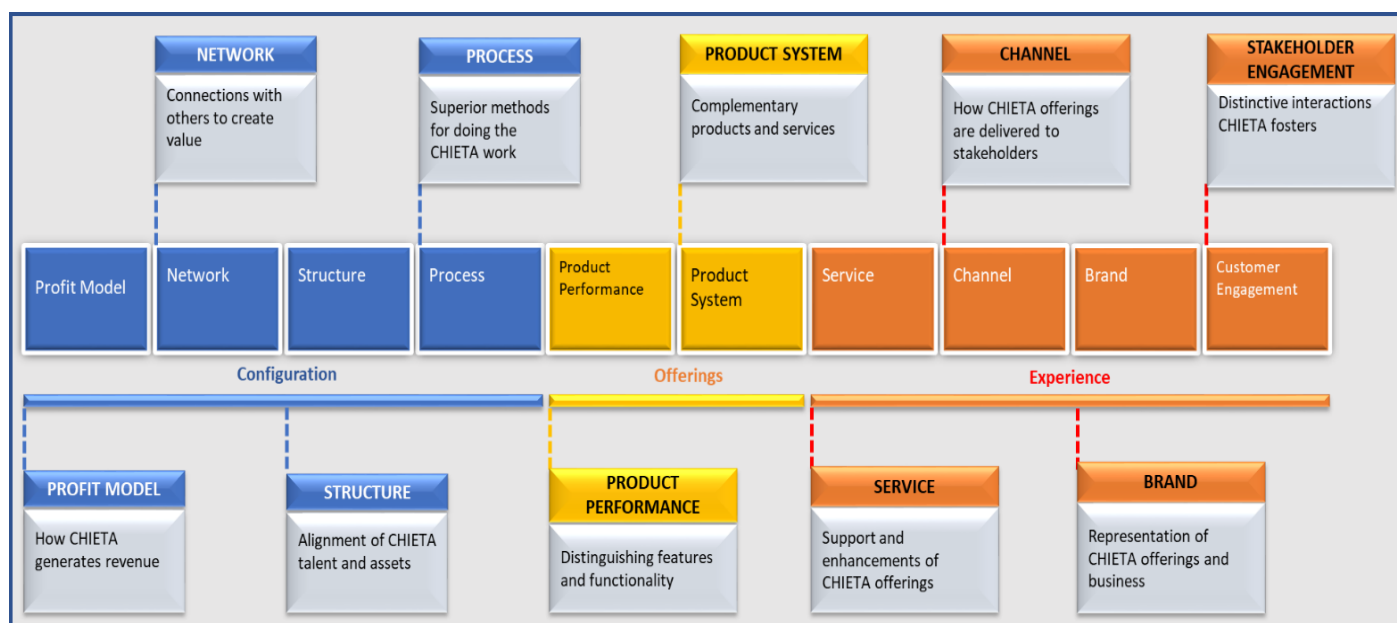 NETWORK
Connections with
others to create
value
PROCESS
Superior methods
for doing the
CHIETA work
PRODUCT SYSTEM
Complementary
products and services
CHANNEL
How CHIETA offerings
are delivered to
stakeholders
STAKEHOLDER
ENGAGEMENT
Distinctive interactions
CHIETA fosters
Profit Model
Network
Structure
Process
Product
Performance
Product
System
Service
Channel
Brand
Customer
Engagement
Configuration
Offerings
Experience
PROFIT MODEL
How CHIETA
generates revenue
STRUCTURE
Alignment of CHIETA
talent and assets
PRODUCT
PERFORMANCE
Distinguishing features
and functionality
SERVICE
Support and
enhancements of
CHIETA offerings
BRAND
Representation of
CHIETA offerings and
business